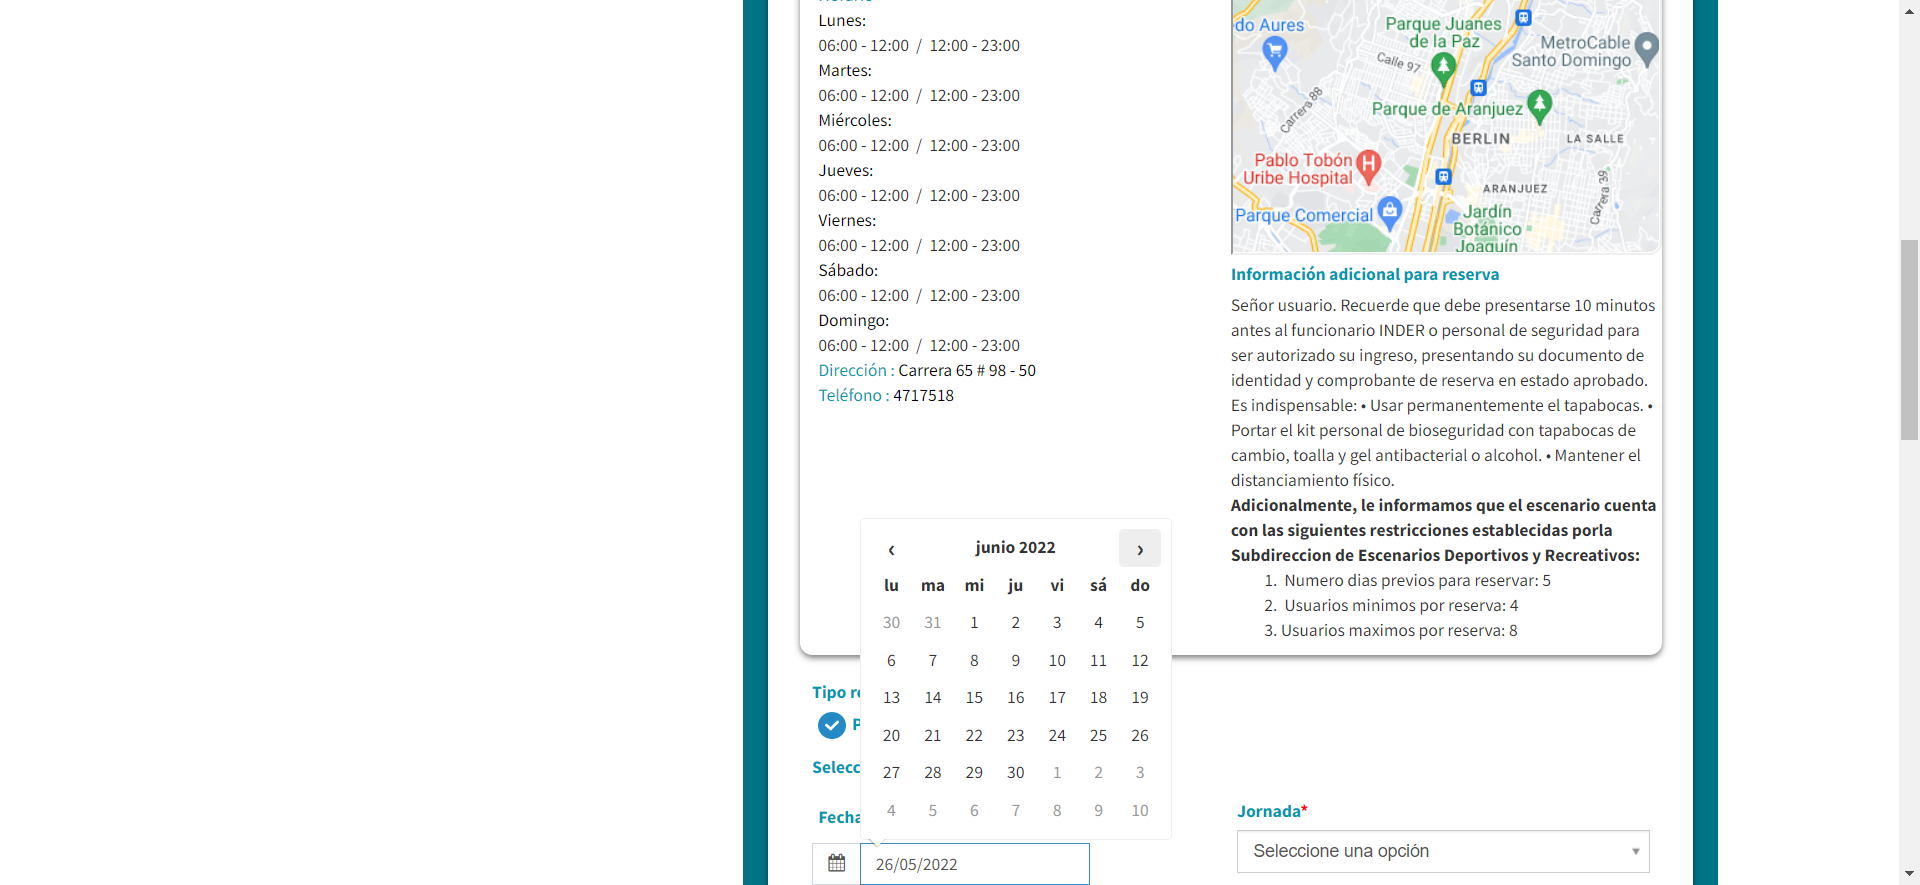 Lunes:
06:00 - 12:00 / 12:00 - 23:00
Martes:
06:00 - 12:00 / 12:00 - 23:00
Miércoles:
06:00 - 12:00 / 12:00 - 23:00
Jueves:
06:00 - 12:00 / 12:00 - 23:00
Viernes:
06:00 - 12:00 / 12:00 - 23:00
Sábado:
06:00 - 12:00 / 12:00 - 23:00
Domingo:
06:00 - 12:00 / 12:00 - 23:00
Dirección : Carrera 65 # 98 - 50
Teléfono : 4717518
do Aures
Parque Juanes
de la Paz
MetroCable
Santo Domingo
Calle 97
Carrera 88
Parque de Aranjuez
BERLIN
LA SALLE
Pablo Tobón
Uribe Hospital
ARANJUEZ
Carrera 39
Parque Comercial
Jardín
Botánico
Joaquín
Información adicional para reserva
Señor usuario. Recuerde que debe presentarse 10 minutos
antes al funcionario INDER o personal de seguridad para
ser autorizado su ingreso, presentando su documento de
identidad y comprobante de reserva en estado aprobado.
Es indispensable: • Usar permanentemente el tapabocas. •
Portar el kit personal de bioseguridad con tapabocas de
cambio, toalla y gel antibacterial o alcohol. • Mantener el
distanciamiento físico.
Adicionalmente, le informamos que el escenario cuenta
con las siguientes restricciones establecidas porla
Subdireccion de Escenarios Deportivos y Recreativos:
1. Numero dias previos para reservar: 5
2. Usuarios minimos por reserva: 4
3. Usuarios maximos por reserva: 8
‹ junio 2022 ›
lu ma mi ju vi sá do
30 31 1 2 3 4 5
6 7 8 9 10 11 12
13 14 15 16 17 18 19
20 21 22 23 24 25 26
27 28 29 30 1 2 3
4 5 6 7 8 9 10
Tipo
Selecc
Fecha
26/05/2022
Jornada*
Seleccione una opción